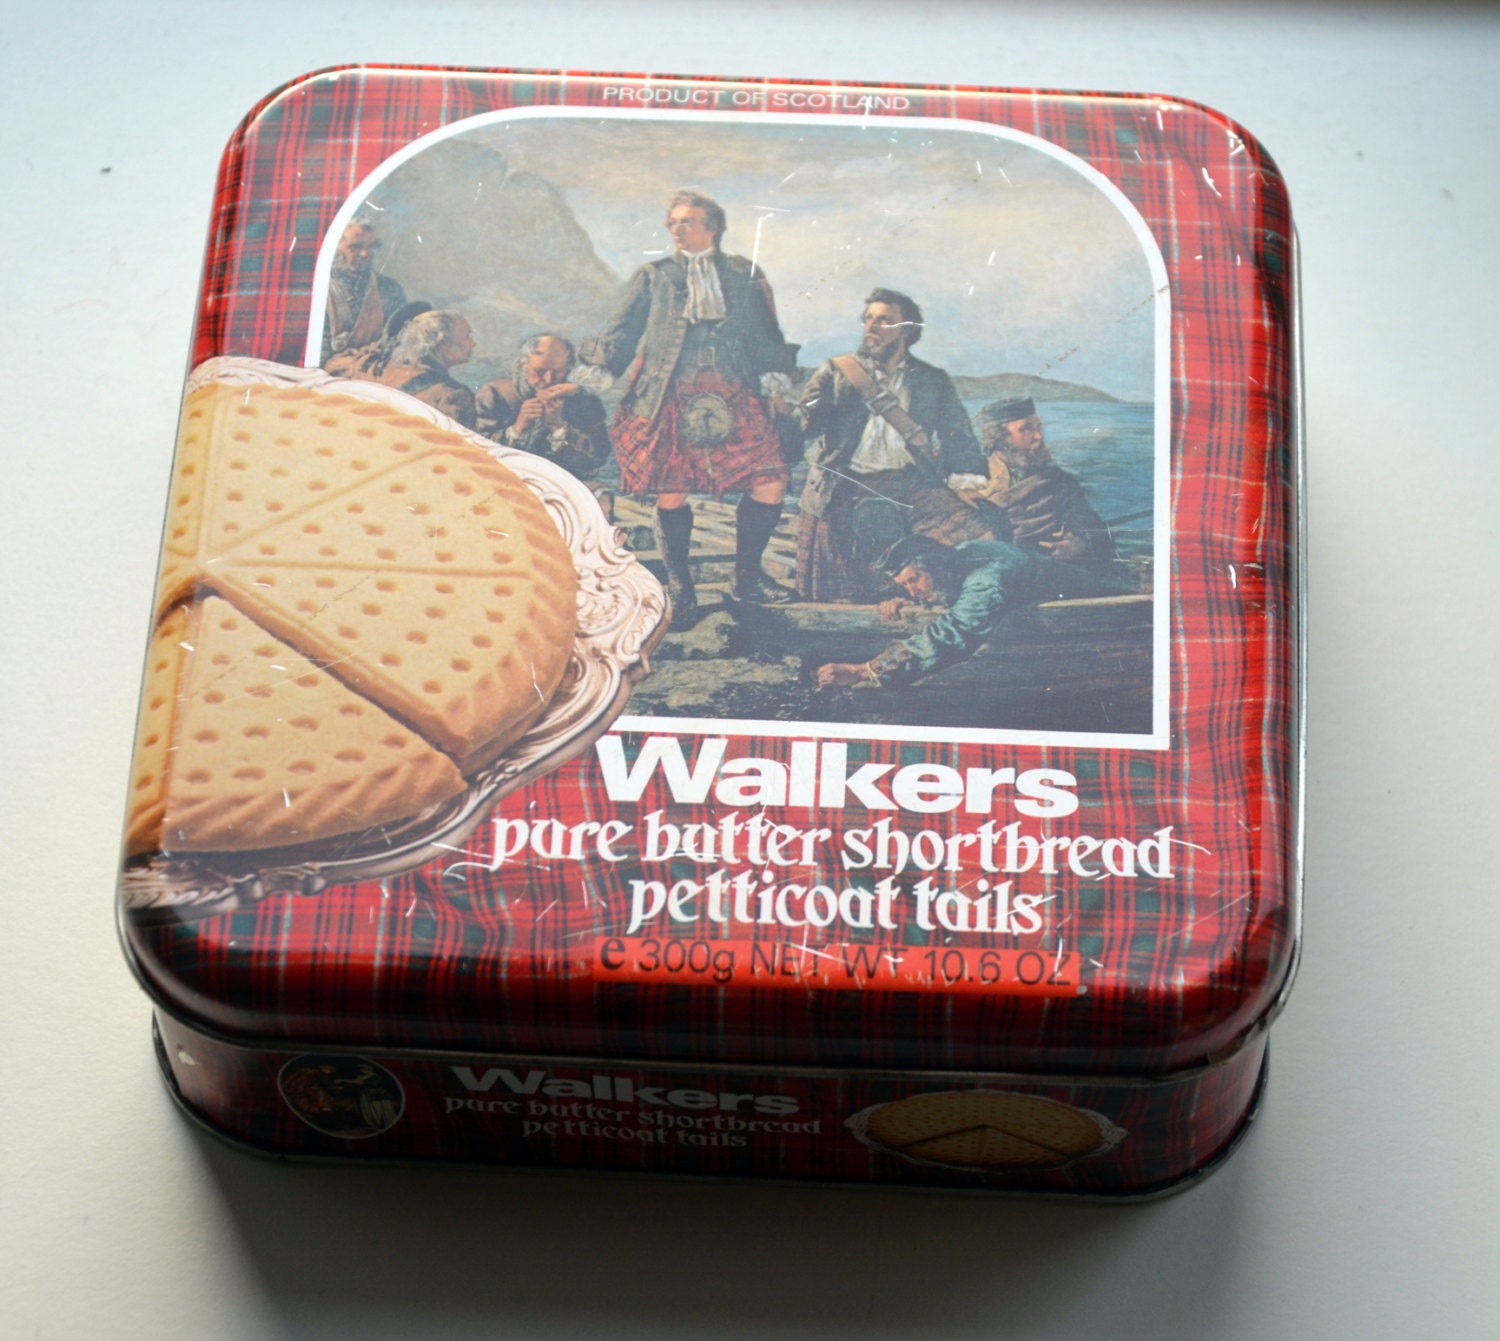 PRODUCT OF SCOTLAND
Walkers
pure butter shortbread
petticoat tails
e 300g NET WT 10.6 OZ
Walkers
pure butter shortbread
petticoat tails